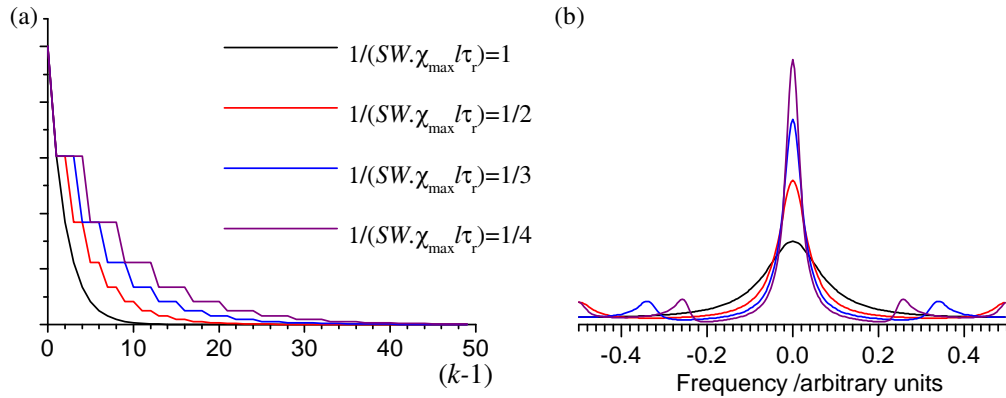 (a)
1/(SW.χmax/τr)=1
1/(SW.χmax/τr)=1/2
1/(SW.χmax/τr)=1/3
1/(SW.χmax/τr)=1/4
0 10 20 30 40 50
(k-1)
(b)
-0.4 -0.2 0.0 0.2 0.4
Frequency /arbitrary units